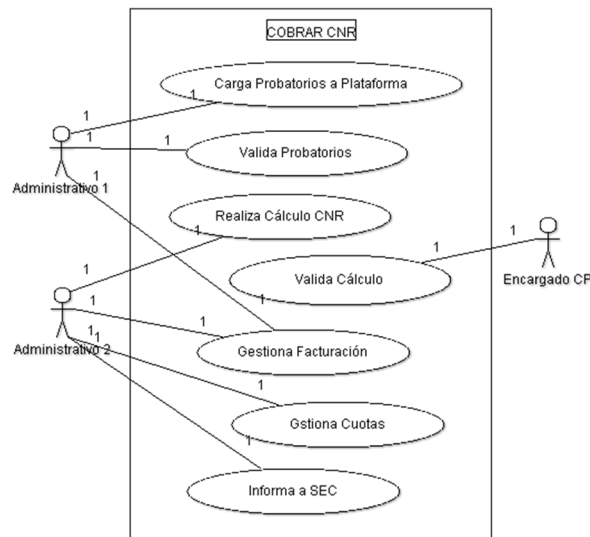 COBRAR CNR
Carga Probatorios a Plataforma
1
1
1
1
Valida Probatorios
Administrativo 1
1
Realiza Cálculo CNR
1
1
1
Encargado CP
1
Valida Cálculo
1
1
1
1
Administrativo 2
1
1
Gestiona Facturación
1
Gstiona Cuotas
1
Informa a SEC